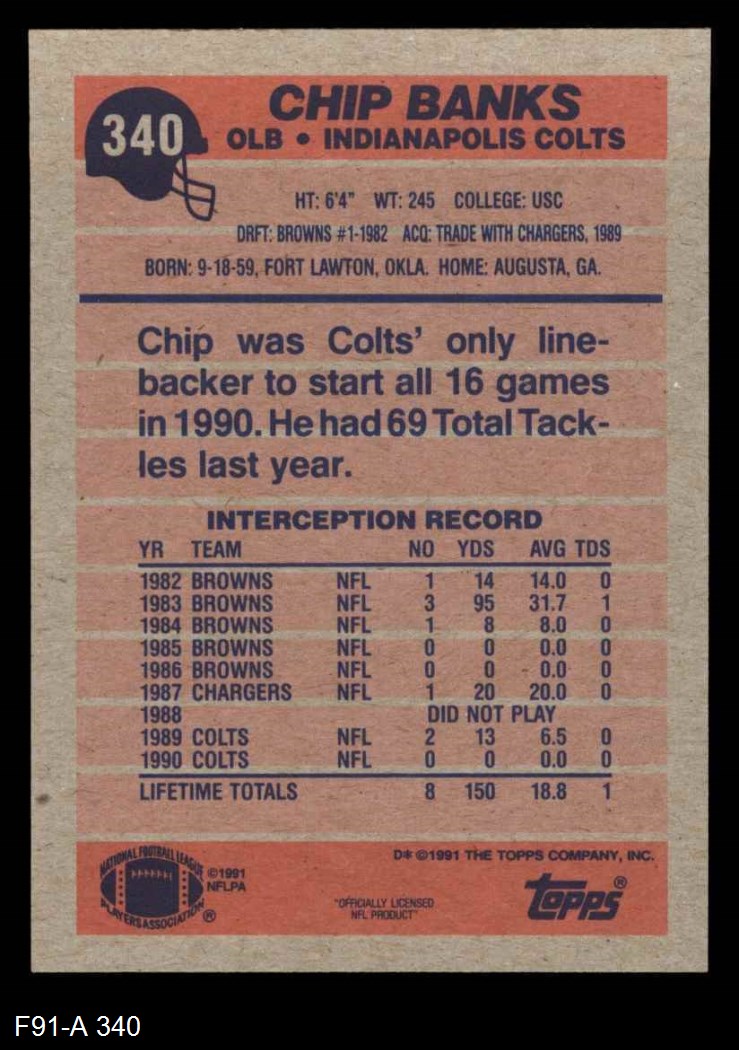 340
CHIP BANKS
OLB • INDIANAPOLIS COLTS
HT: 6'4" WT: 245 COLLEGE: USC
DRFT: BROWNS #1-1982 ACQ: TRADE WITH CHARGERS, 1989
BORN: 9-18-59, FORT LAWTON, OKLA. HOME: AUGUSTA, GA.
Chip was Colts' only line-
backer to start all 16 games
in 1990. He had 69 Total Tack-
les last year.
INTERCEPTION RECORD
YR TEAM NO YDS AVG TDS
1982 BROWNS NFL 1 14 14.0 0
1983 BROWNS NFL 3 95 31.7 1
1984 BROWNS NFL 1 8 8.0 0
1985 BROWNS NFL 0 0 0.0 0
1986 BROWNS NFL 0 0 0.0 0
1987 CHARGERS NFL 1 20 20.0 0
1988 DID NOT PLAY
1989 COLTS NFL 2 13 6.5 0
1990 COLTS NFL 0 0 0.0 0
LIFETIME TOTALS 8 150 18.8 1
NATIONAL FOOTBALL LEAGUE
PLAYERS ASSOCIATION ®
©1991
NFLPA
D* ©1991 THE TOPPS COMPANY, INC.
"OFFICIALLY LICENSED
NFL PRODUCT"
topps®
F91-A 340